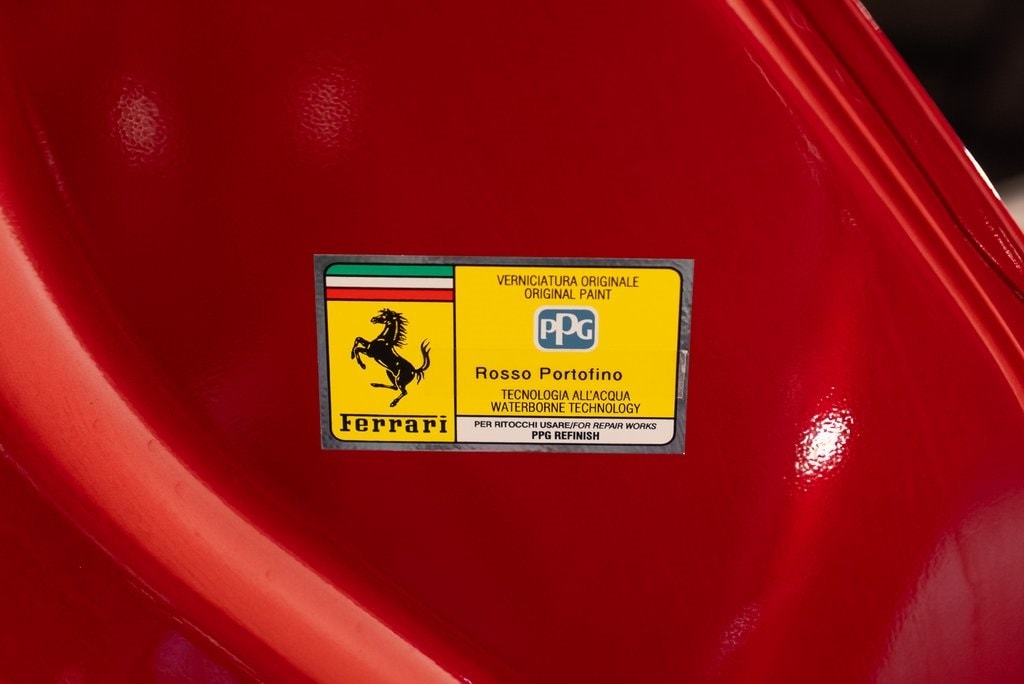 VERNICIATURA ORIGINALE
ORIGINAL PAINT
PPG
Rosso Portofino
TECNOLOGIA ALL'ACQUA
WATERBORNE TECHNOLOGY
Ferrari
PER RITOCCHI USARE/FOR REPAIR WORKS
PPG REFINISH